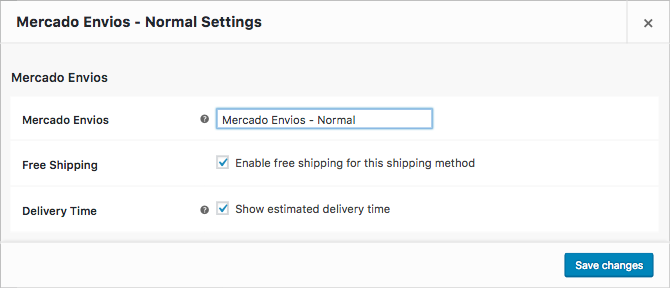 Mercado Envios - Normal Settings
Mercado Envios
Mercado Envios Mercado Envios - Normal
Free Shipping Enable free shipping for this shipping method
Delivery Time Show estimated delivery time
Save changes